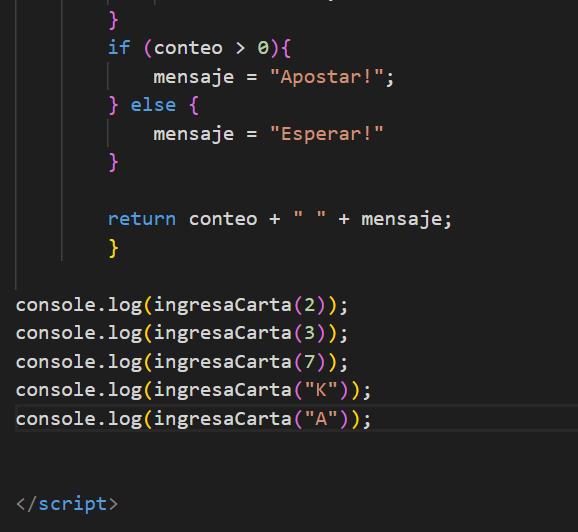 }
if (conteo > 0){
mensaje = "Apostar!";
} else {
mensaje = "Esperar!"
}
return conteo + " " + mensaje;
}
console.log(ingresaCarta(2));
console.log(ingresaCarta(3));
console.log(ingresaCarta(7));
console.log(ingresaCarta("K"));
console.log(ingresaCarta("A"));
</script>